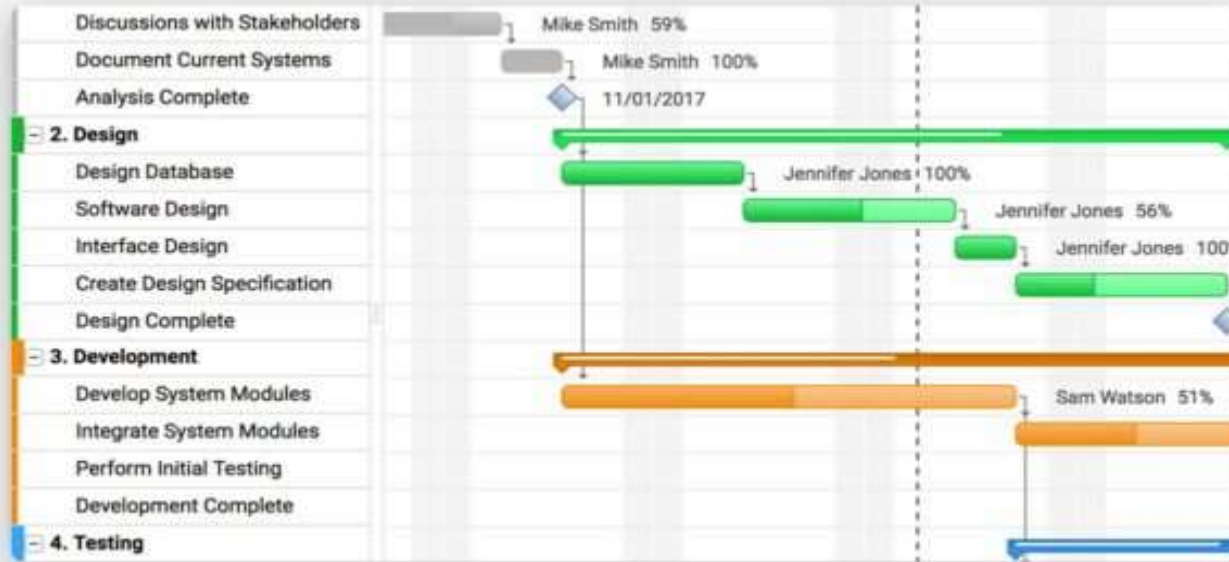 Discussions with Stakeholders Mike Smith 59%
Document Current Systems Mike Smith 100%
Analysis Complete 11/01/2017
2. Design
Design Database Jennifer Jones 100%
Software Design Jennifer Jones 56%
Interface Design Jennifer Jones 100
Create Design Specification
Design Complete
3. Development
Develop System Modules Sam Watson 51%
Integrate System Modules
Perform Initial Testing
Development Complete
4. Testing